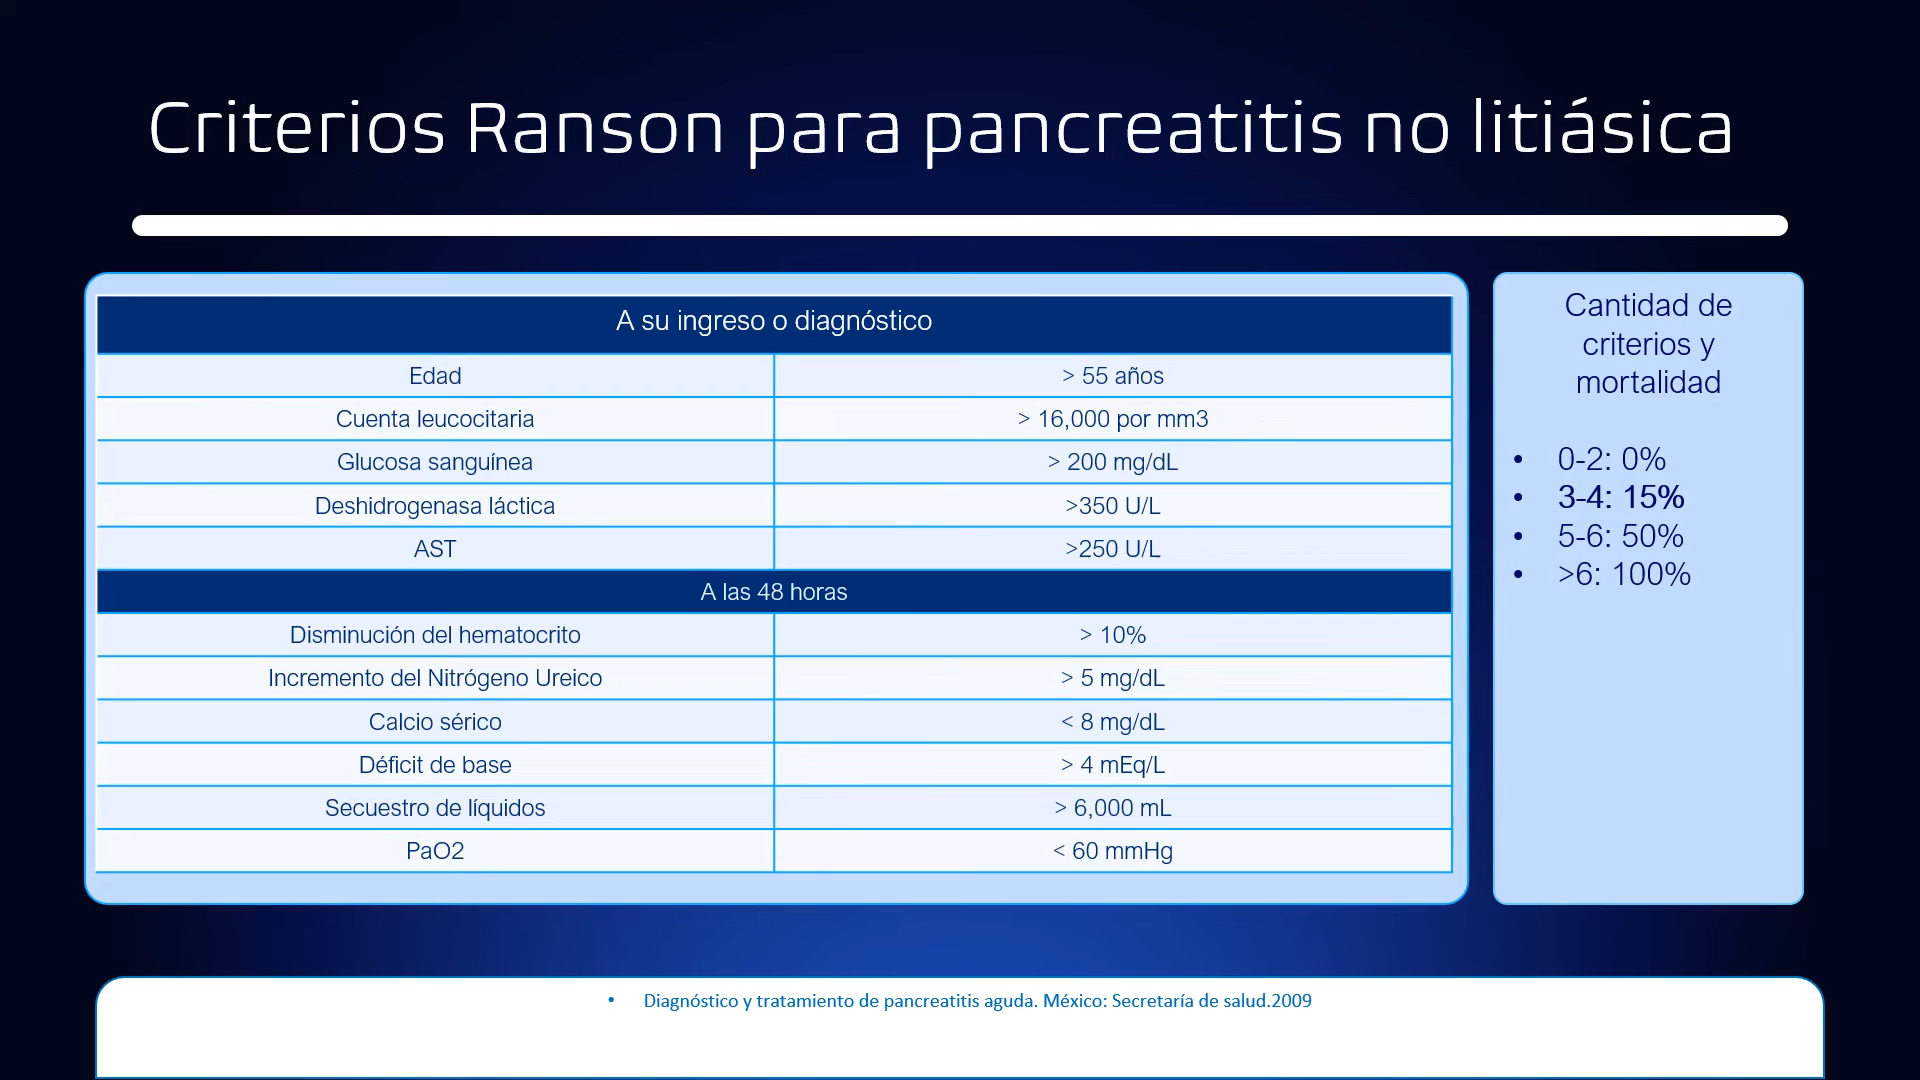 Criterios Ranson para pancreatitis no litiásica
A su ingreso o diagnóstico
Edad > 55 años
Cuenta leucocitaria > 16,000 por mm3
Glucosa sanguínea > 200 mg/dL
Deshidrogenasa láctica >350 U/L
AST >250 U/L
A las 48 horas
Disminución del hematocrito > 10%
Incremento del Nitrógeno Ureico > 5 mg/dL
Calcio sérico < 8 mg/dL
Déficit de base > 4 mEq/L
Secuestro de líquidos > 6,000 mL
PaO2 < 60 mmHg
Cantidad de
criterios y
mortalidad
• 0-2: 0%
• 3-4: 15%
• 5-6: 50%
• >6: 100%
• Diagnóstico y tratamiento de pancreatitis aguda. México: Secretaría de salud.2009